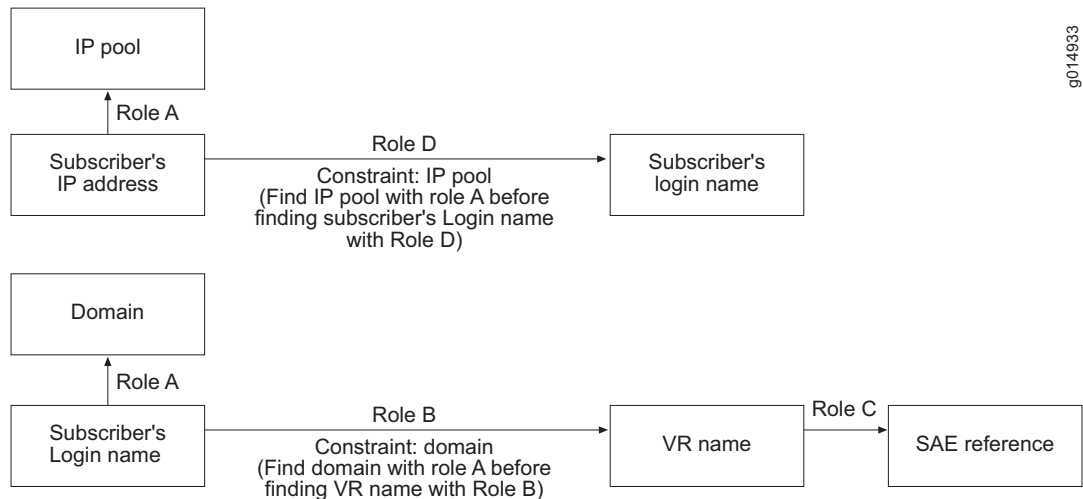 IP pool
Role A
Subscriber's
IP address
Role D
Constraint: IP pool
(Find IP pool with role A before
finding subscriber's Login name
with Role D)
Subscriber's
login name
g014933
Domain
Role A
Subscriber's
Login name
Role B
Constraint: domain
(Find domain with role A before
finding VR name with Role B)
VR name
Role C
SAE reference